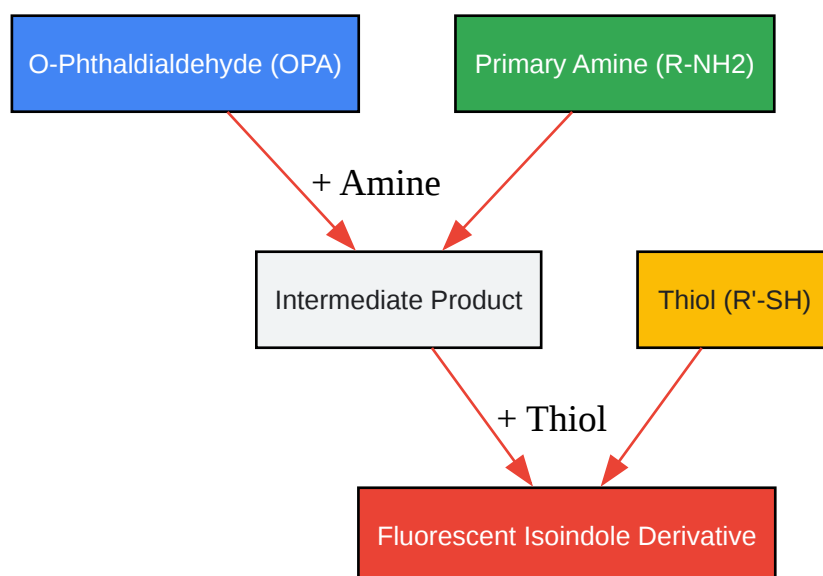 O-Phthaldialdehyde (OPA)
Primary Amine (R-NH2)
+ Amine
Intermediate Product
Thiol (R'-SH)
+ Thiol
Fluorescent Isoindole Derivative